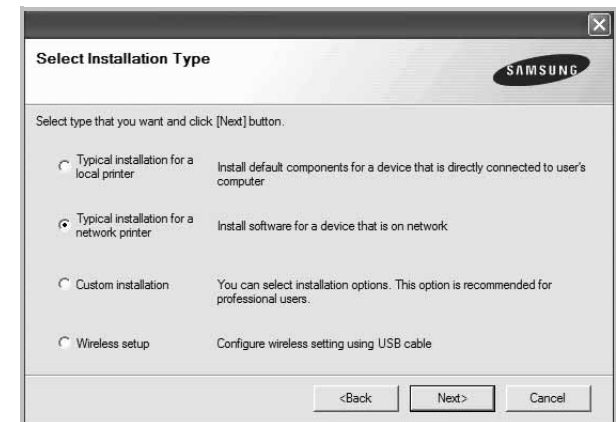 Select Installation Type
SAMSUNG
Select type that you want and click [Next] button.
Typical installation for a
local printer
Install default components for a device that is directly connected to user's
computer
Typical installation for a
network printer
Install software for a device that is on network
Custom installation
You can select installation options. This option is recommended for
professional users.
Wireless setup
Configure wireless setting using USB cable
<Back
Next>
Cancel